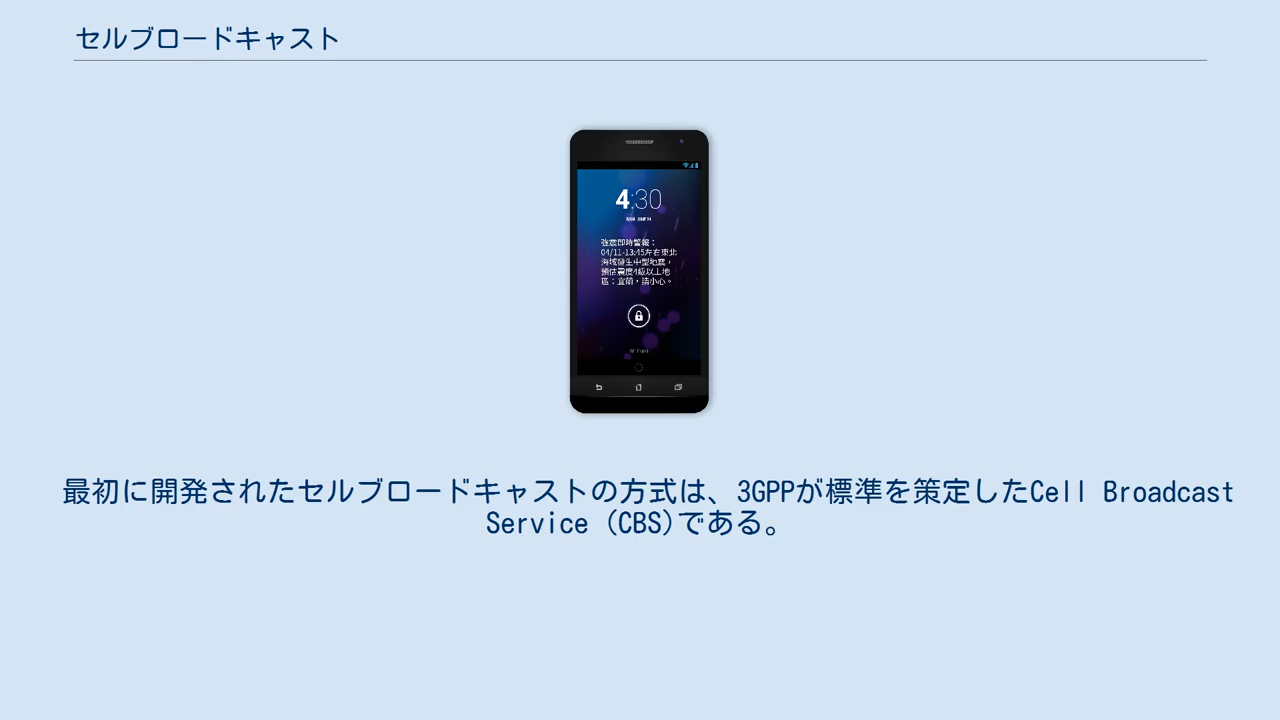 セルブロードキャスト
4:30
強震即時警報：
04/11-13:45左右東北
海域發生中型地震，
預估震度4級以上地
區：宜蘭，請小心。
最初に開発されたセルブロードキャストの方式は、3GPPが標準を策定したCell Broadcast
Service (CBS)である。